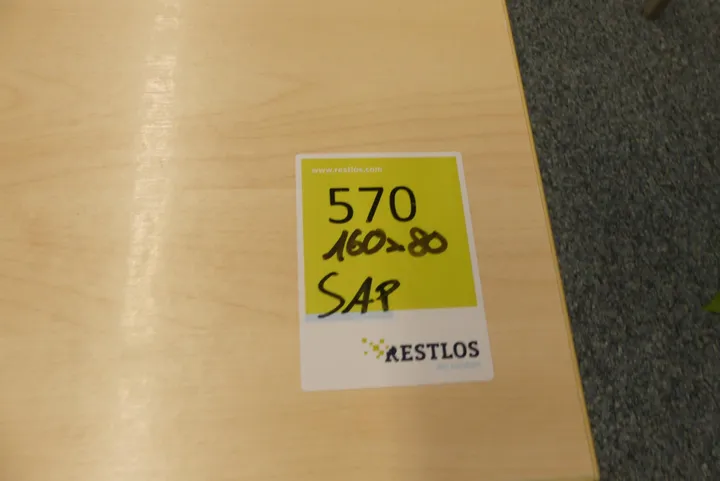 www.restlos.com
570
160x80
SAP
RESTLOS